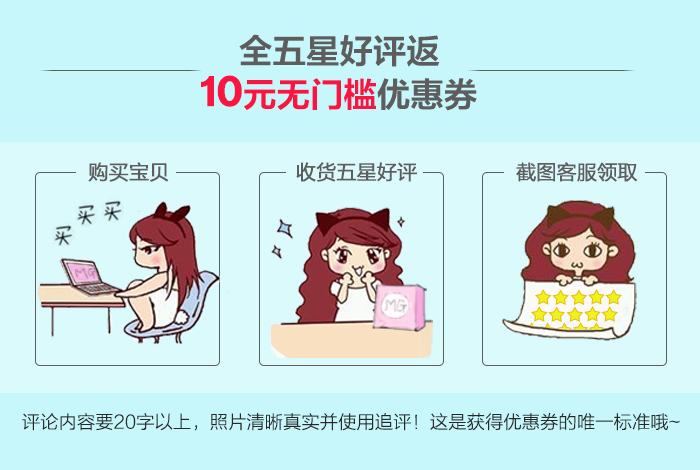 全五星好评返
10元无门槛优惠券
购买宝贝
收货五星好评
截图客服领取
买买买
MG
MG
评论内容要20字以上，照片清晰真实并使用追评！这是获得优惠券的唯一标准哦~